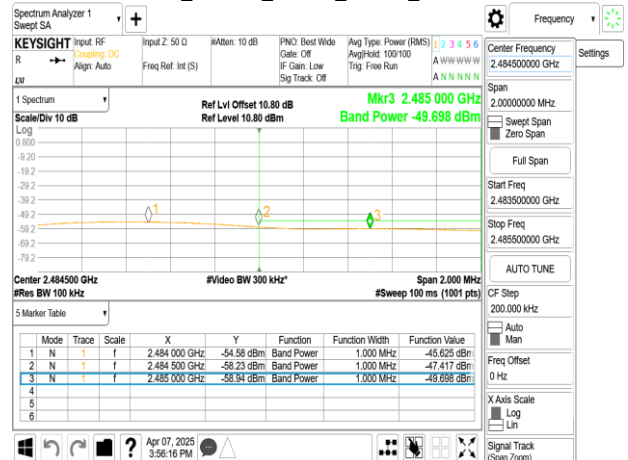 Spectrum Analyzer 1
Swept SA
+
Frequency
KEYSIGHT
R
Input: RF
Coupling: DC
Align: Auto
Input Z: 50 Ω
Freq Ref: Int (S)
#Atten: 10 dB
PNO: Best Wide
Gate: Off
IF Gain: Low
Sig Track: Off
Avg Type: Power (RMS)
Avg|Hold: 100/100
Trig: Free Run
1 2 3 4 5 6
A W W W W W
A N N N N N
LXI
1 Spectrum
Scale/Div 10 dB
Ref Lvl Offset 10.80 dB
Ref Level 10.80 dBm
Mkr3 2.485 000 GHz
Band Power -49.698 dBm
Log
0.800
-9.20
-19.2
-29.2
-39.2
-49.2
-59.2
-69.2
-79.2
1
2
3
Center 2.484500 GHz
#Res BW 100 kHz
#Video BW 300 kHz*
Span 2.000 MHz
#Sweep 100 ms (1001 pts)
5 Marker Table
Mode Trace Scale X Y Function Function Width Function Value
1 N 1 f 2.484 000 GHz -54.58 dBm Band Power 1.000 MHz -45.625 dBm
2 N 1 f 2.484 500 GHz -58.23 dBm Band Power 1.000 MHz -47.417 dBm
3 N 1 f 2.485 000 GHz -58.94 dBm Band Power 1.000 MHz -49.698 dBm
4
5
6
?
Apr 07, 2025
3:56:16 PM
Center Frequency
2.484500000 GHz
Settings
Span
2.00000000 MHz
Swept Span
Zero Span
Full Span
Start Freq
2.483500000 GHz
Stop Freq
2.485500000 GHz
AUTO TUNE
CF Step
200.000 kHz
Auto
Man
Freq Offset
0 Hz
X Axis Scale
Log
Lin
Signal Track
(Span Zoom)